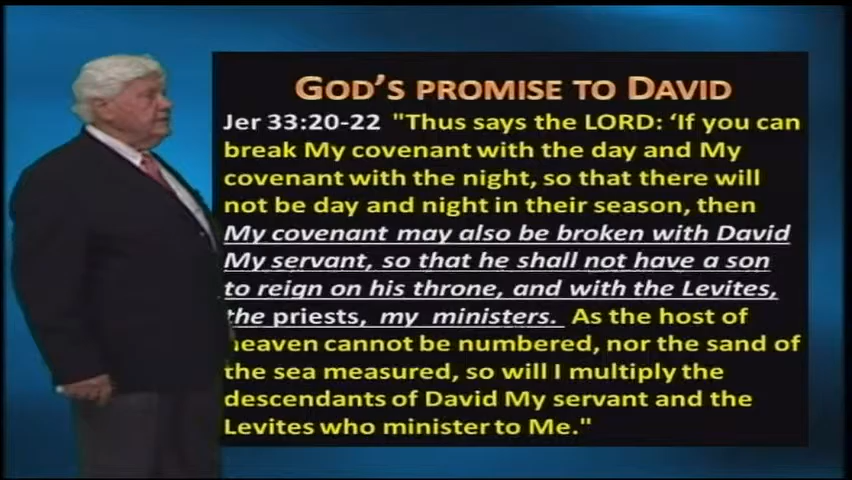 GOD'S PROMISE TO DAVID
Jer 33:20-22 "Thus says the LORD: 'If you can
break My covenant with the day and My
covenant with the night, so that there will
not be day and night in their season, then
My covenant may also be broken with David
My servant, so that he shall not have a son
to reign on his throne, and with the Levites,
the priests, my ministers. As the host of
heaven cannot be numbered, nor the sand of
the sea measured, so will I multiply the
descendants of David My servant and the
Levites who minister to Me."